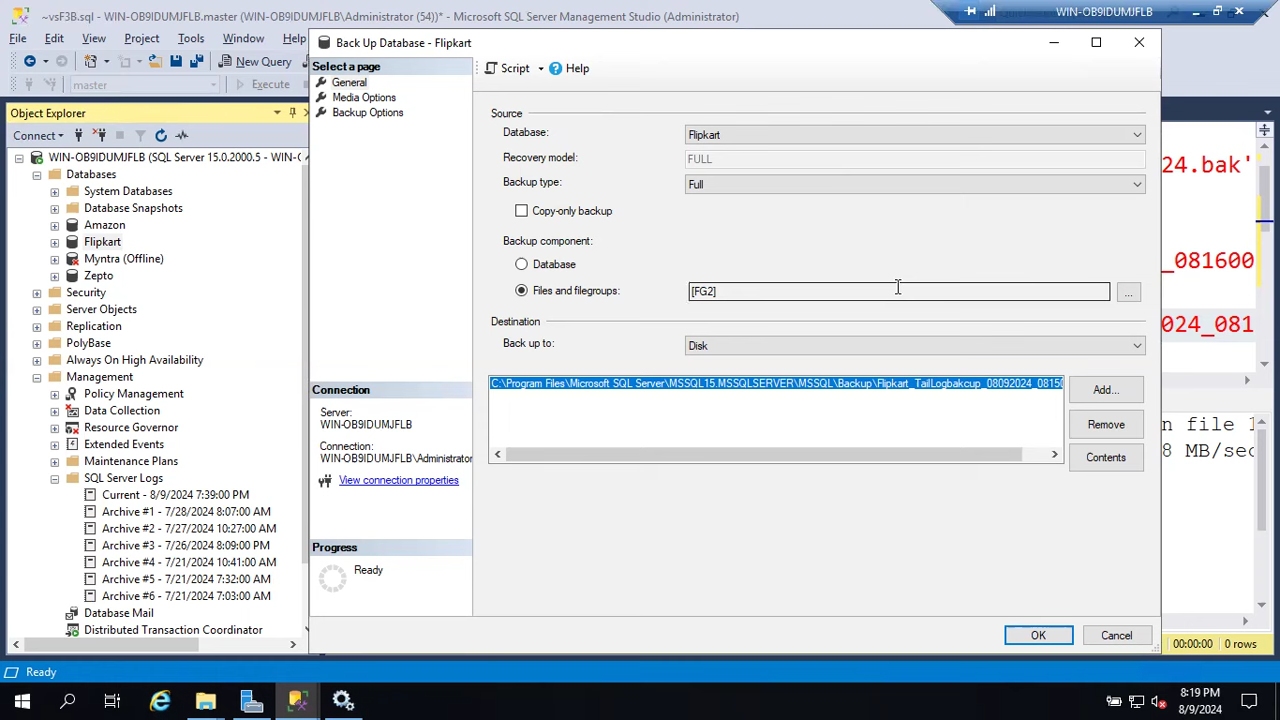 ~vsF3B.sql - WIN-OB9IDUMJFLB.master (WIN-OB9IDUMJFLB\Administrator (54))* - Microsoft SQL Server Management Studio (Administrator)
WIN-OB9IDUMJFLB
File Edit View Project Tools Window Help
New Query
master
Execute
Object Explorer
Connect
WIN-OB9IDUMJFLB (SQL Server 15.0.2000.5 - WIN-O
Databases
System Databases
Database Snapshots
Amazon
Flipkart
Myntra (Offline)
Zepto
Security
Server Objects
Replication
PolyBase
Always On High Availability
Management
Policy Management
Data Collection
Resource Governor
Extended Events
Maintenance Plans
SQL Server Logs
Current - 8/9/2024 7:39:00 PM
Archive #1 - 7/28/2024 8:07:00 AM
Archive #2 - 7/27/2024 10:27:00 AM
Archive #3 - 7/26/2024 8:09:00 PM
Archive #4 - 7/21/2024 10:41:00 AM
Archive #5 - 7/21/2024 7:32:00 AM
Archive #6 - 7/21/2024 7:03:00 AM
Database Mail
Distributed Transaction Coordinator
Back Up Database - Flipkart
Select a page
General
Media Options
Backup Options
Connection
Server:
WIN-OB9IDUMJFLB
Connection:
WIN-OB9IDUMJFLB\Administrator
View connection properties
Progress
Ready
Script Help
Source
Database: Flipkart
Recovery model: FULL
Backup type: Full
Copy-only backup
Backup component:
Database
Files and filegroups: [FG2] ...
Destination
Back up to: Disk
C:\Program Files\Microsoft SQL Server\MSSQL15.MSSQLSERVER\MSSQL\Backup\Flipkart_TailLogbakcup_08092024_08150
Add...
Remove
Contents
OK Cancel
24.bak'
_081600
024_081
n file 1
8 MB/sec
00:00:00 0 rows
Ready
8:19 PM
8/9/2024